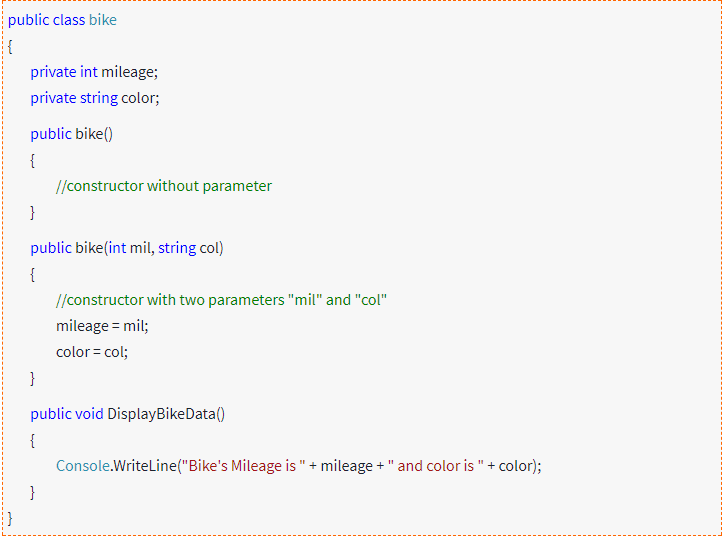 public class bike
{
private int mileage;
private string color;
public bike()
{
//constructor without parameter
}
public bike(int mil, string col)
{
//constructor with two parameters "mil" and "col"
mileage = mil;
color = col;
}
public void DisplayBikeData()
{
Console.WriteLine("Bike's Mileage is " + mileage + " and color is " + color);
}
}